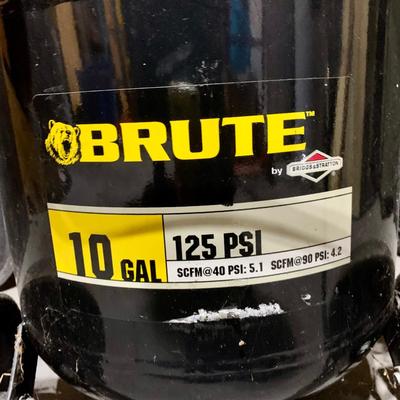 BRUTE™
by BRIGGS&STRATTON
10 GAL
125 PSI
SCFM@40 PSI: 5.1 SCFM@90 PSI: 4.2